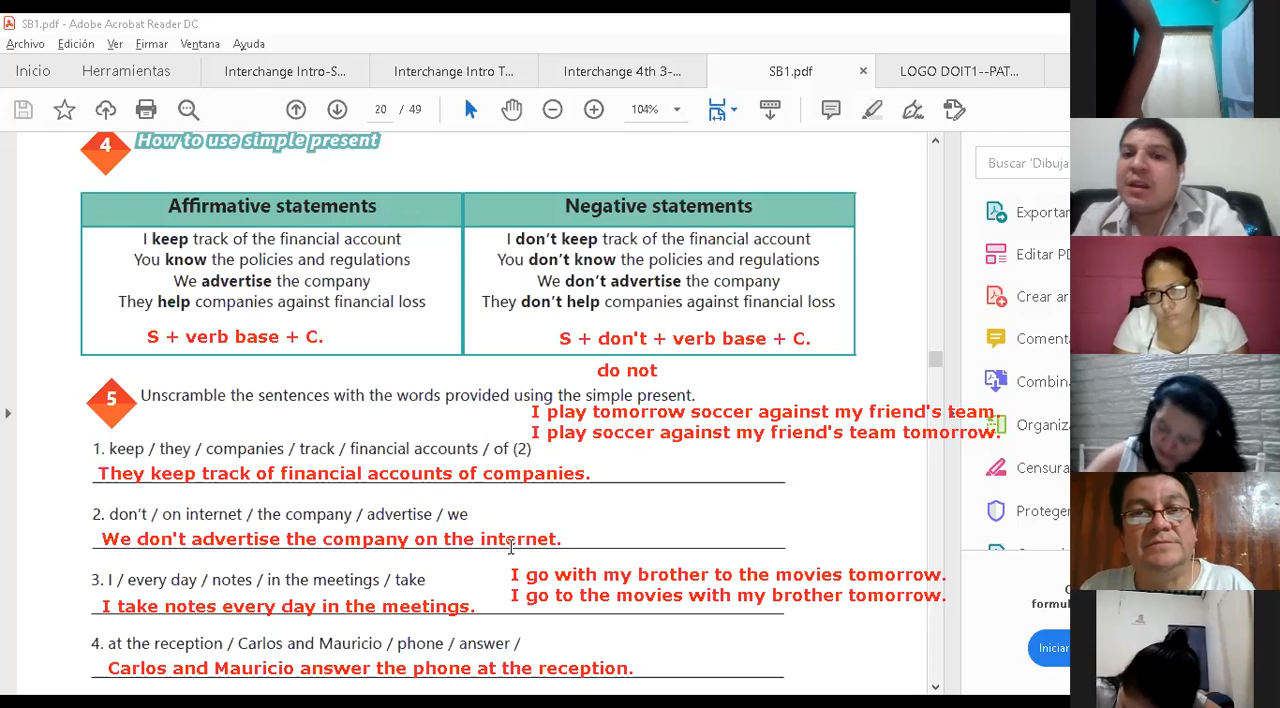 SB1.pdf - Adobe Acrobat Reader DC
Archivo Edición Ver Firmar Ventana Ayuda
Inicio Herramientas Interchange Intro-S... Interchange Intro T... Interchange 4th 3-... SB1.pdf × LOGO DOIT1--PAT...
20 / 49 104%
4 How to use simple present
Buscar 'Dibuja
Affirmative statements Negative statements
I keep track of the financial account I don't keep track of the financial account
You know the policies and regulations You don't know the policies and regulations
We advertise the company We don't advertise the company
They help companies against financial loss They don't help companies against financial loss
S + verb base + C. S + don't + verb base + C.
do not
5 Unscramble the sentences with the words provided using the simple present.
I play tomorrow soccer against my friend's team.
I play soccer against my friend's team tomorrow.
1. keep / they / companies / track / financial accounts / of (2)
They keep track of financial accounts of companies.
2. don't / on internet / the company / advertise / we
We don't advertise the company on the internet.
3. I / every day / notes / in the meetings / take
I go with my brother to the movies tomorrow.
I go to the movies with my brother tomorrow.
I take notes every day in the meetings.
4. at the reception / Carlos and Mauricio / phone / answer /
Carlos and Mauricio answer the phone at the reception.
Exportar
Editar PD
Crear ar
Comenta
Combin
Organiz
Censura
Proteger
formul
Iniciar